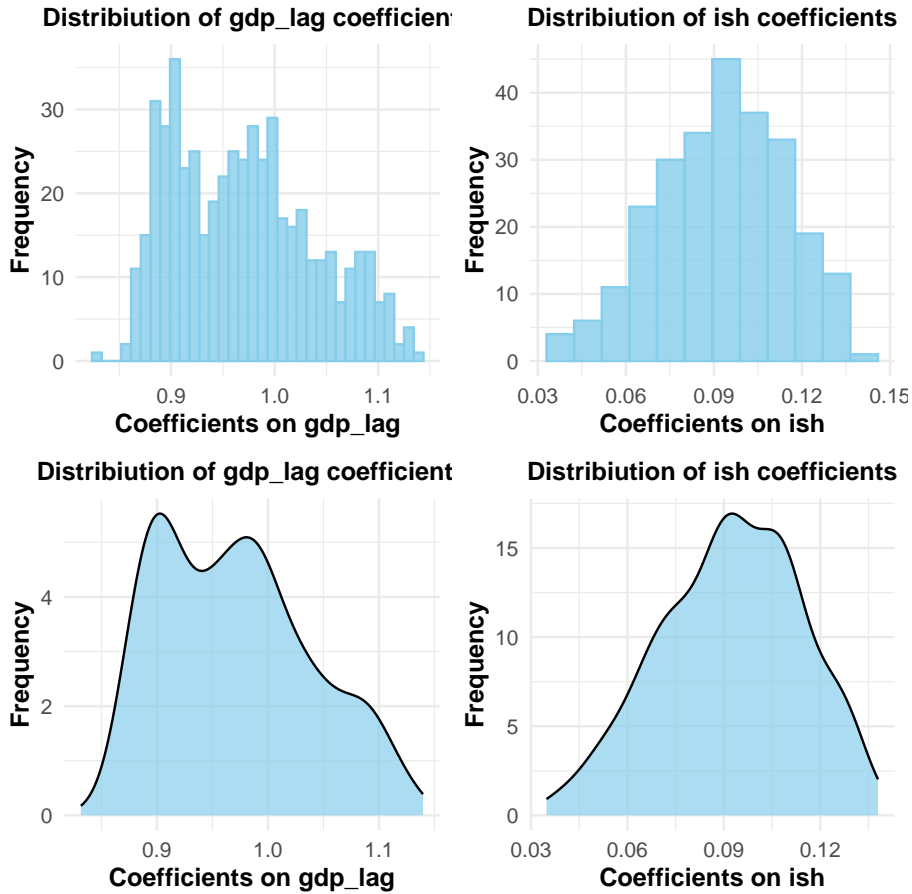 Distribiution of gdp_lag coefficient
Frequency
30
20
10
0
0.9 1.0 1.1
Coefficients on gdp_lag
Distribiution of ish coefficients
Frequency
40
30
20
10
0
0.03 0.06 0.09 0.12 0.15
Coefficients on ish
Distribiution of gdp_lag coefficient
Frequency
4
2
0
0.9 1.0 1.1
Coefficients on gdp_lag
Distribiution of ish coefficients
Frequency
15
10
5
0
0.03 0.06 0.09 0.12
Coefficients on ish